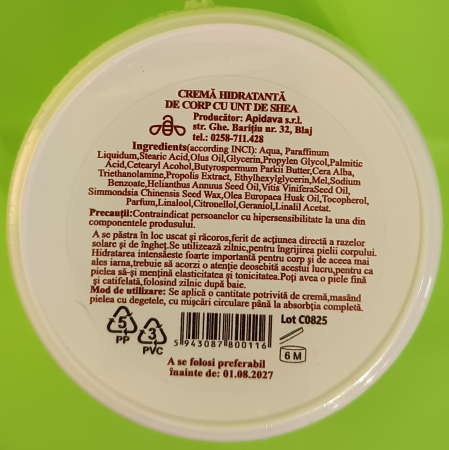 CREMĂ HIDRATANTĂ
DE CORP CU UNT DE SHEA
Producător: Apidava s.r.l.
str. Ghe. Barițiu nr. 32, Blaj
tel.: 0258-711.428
Ingredients(according INCI): Aqua, Paraffinum
Liquidum,Stearic Acid,Olus Oil,Glycerin,Propylen Glycol,Palmitic
Acid,Cetearyl Acohol,Butyrospermum Parkii Butter,Cera Alba,
Triethanolamine,Propolis Extract, Ethylhexylglycerin,Mel,Sodium
Benzoate,Helianthus Annuus Seed Oil,Vitis ViniferaSeed Oil,
Simmondsia Chinensis Seed Wax,Olea Europaea Husk Oil,Tocopherol,
Parfum,Linalool,Citronellol,Geraniol,Linalil Acetat.
Precanții:Contraindicat persoanelor cu hipersensibilitate la una din
componentele produsului.
A se păstra în loc uscat și răcoros,ferit de acțiunea directă a razelor
solare și de îngheț.Se utilizează zilnic,pentru îngrijirea pielii corpului.
Hidratarea intensăeste foarte importantă pentru corp și de aceea mai
ales iarna,trebuie să acorzi o atenție deosebită acestui lucru,pentru ca
pielea să-și mențină elasticitatea și tonicitatea.Poți avea o piele fină
și catifelată,folosind zilnic după baie.
Mod de utilizare: Se aplică o cantitate potrivită de cremă,masând
pielea cu degetele, cu mișcări circulare până la absorbția completă.
5 PP
3 PVC
5 943087 800116
Lot C0825
6 M
A se folosi preferabil
înainte de: 01.08.2027